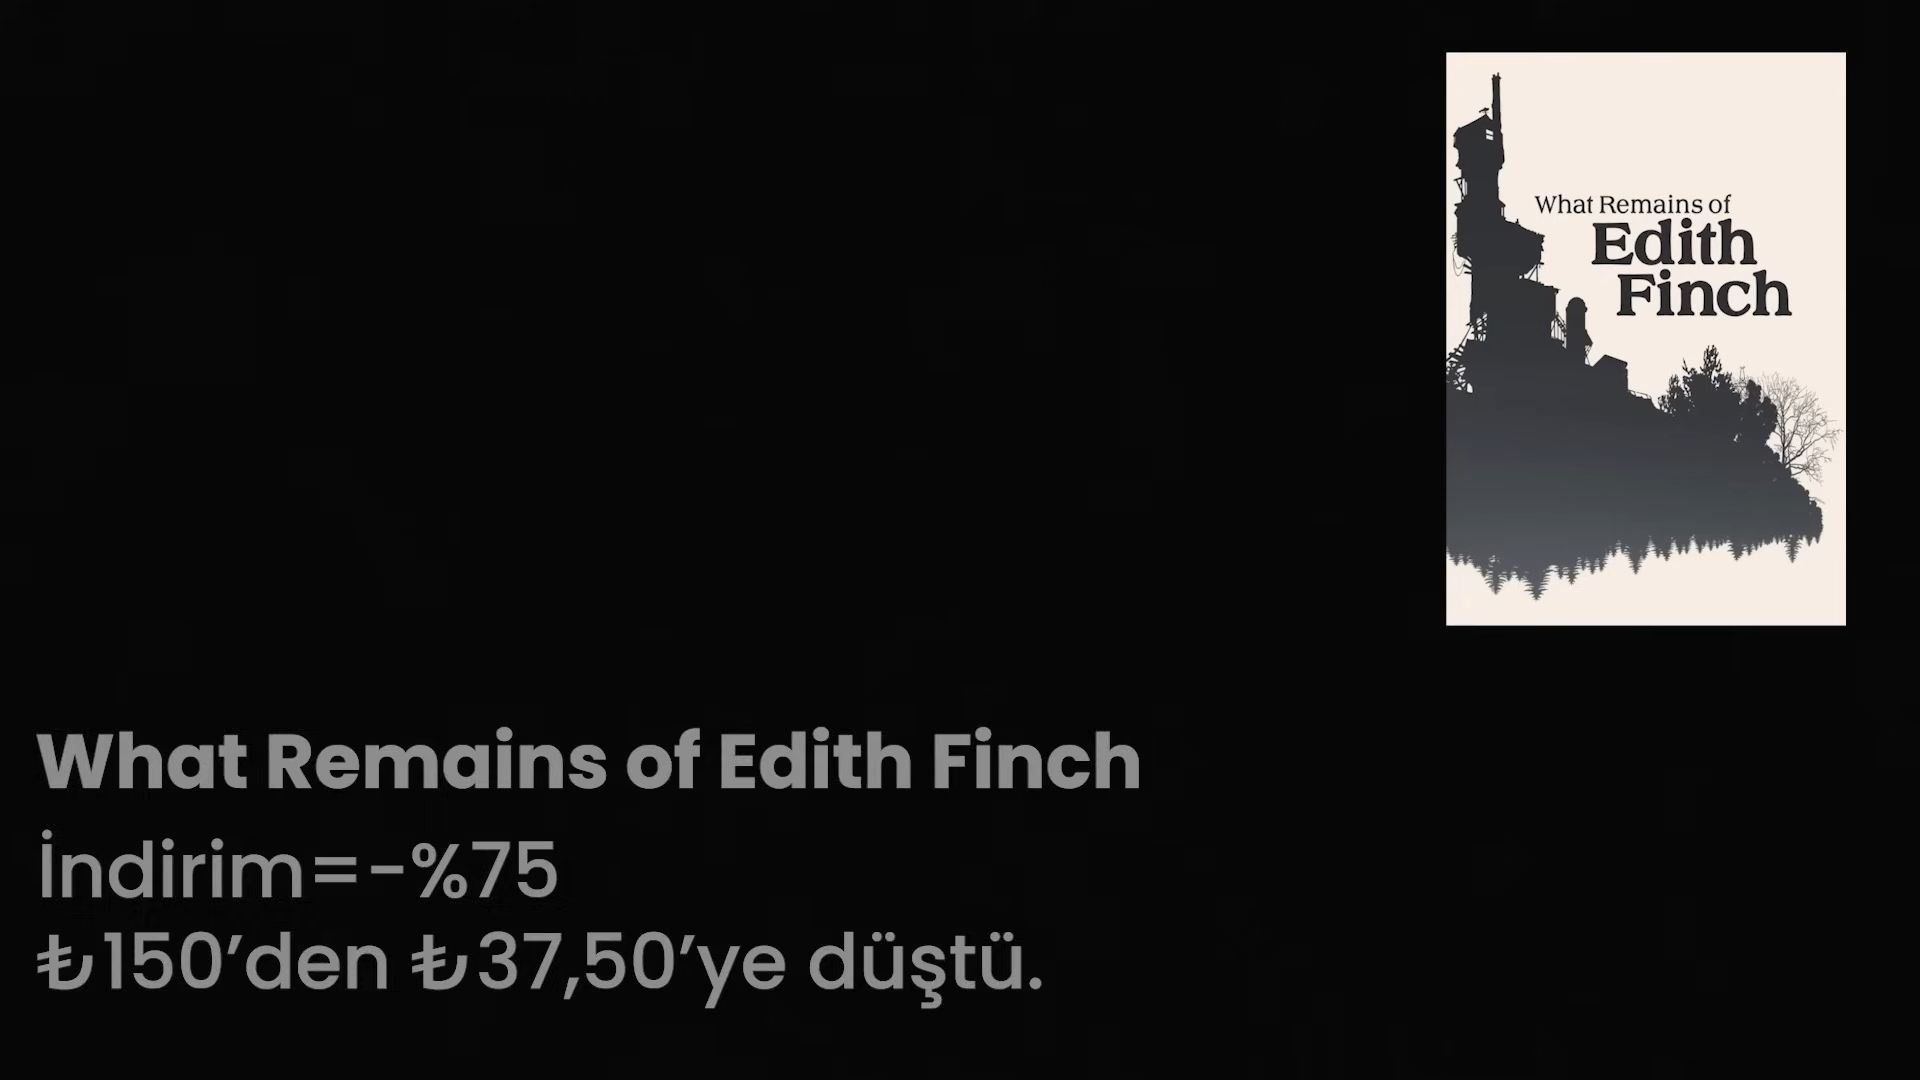 What Remains of
Edith
Finch
What Remains of Edith Finch
İndirim=-%75
₺150’den ₺37,50’ye düştü.